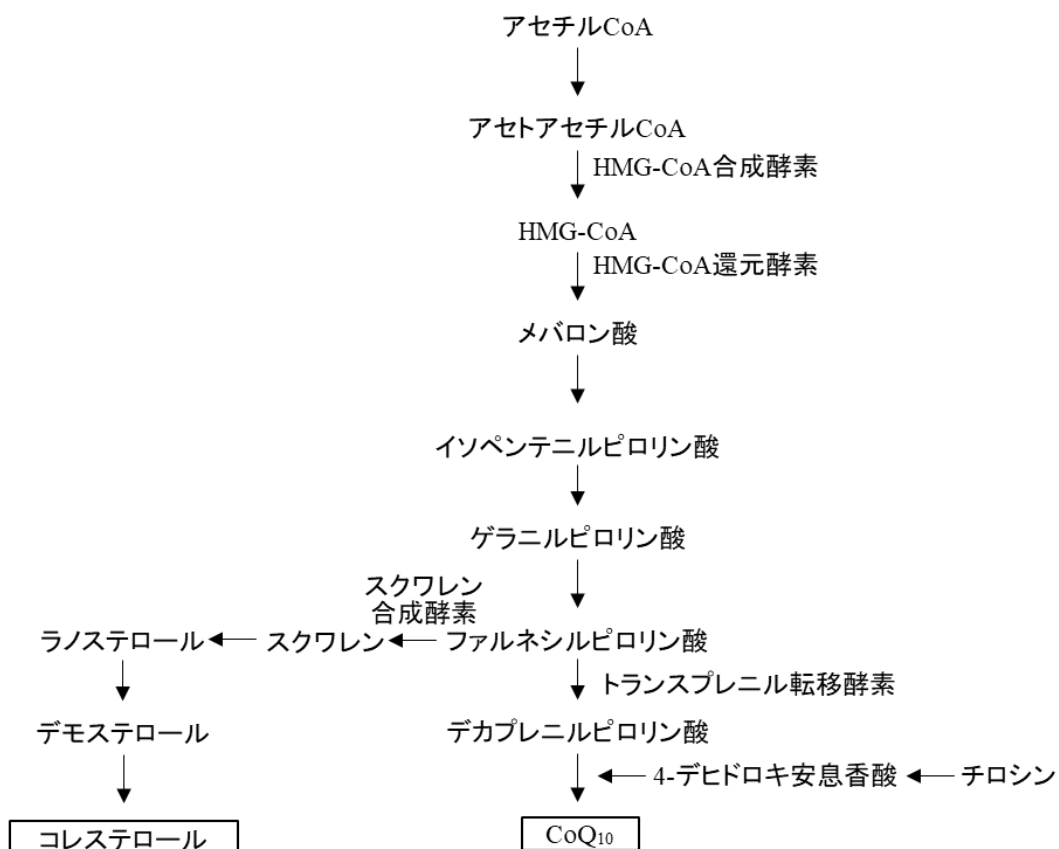 アセチルCoA
アセトアセチルCoA
HMG-CoA合成酵素
HMG-CoA
HMG-CoA還元酵素
メバロン酸
イソペンテニルピロリン酸
ゲラニルピロリン酸
スクワレン
合成酵素
ラノステロール
スクワレン
ファルネシルピロリン酸
トランスプレニル転移酵素
デモステロール
デカプレニルピロリン酸
4-デヒドロキ安息香酸
チロシン
コレステロール
CoQ₁₀